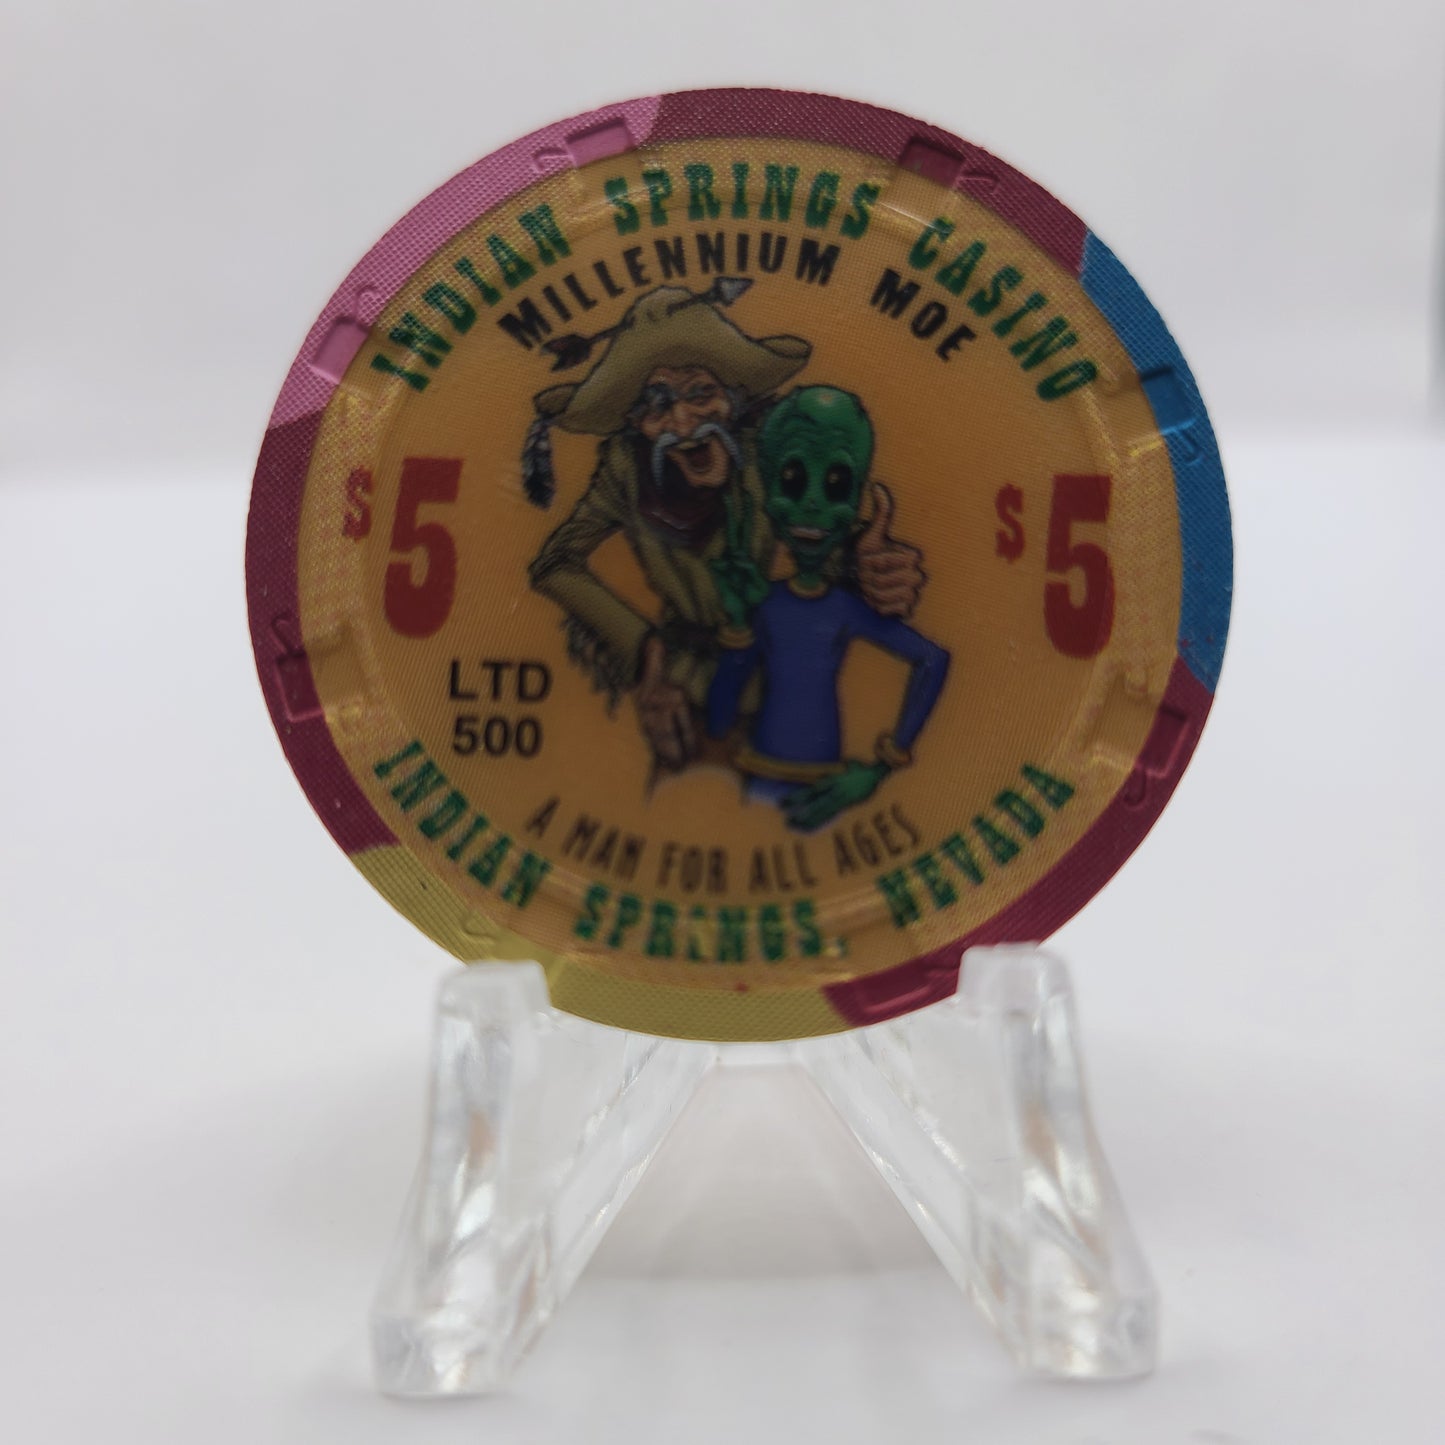 INDIAN SPRINGS CASINO
MILLENNIUM MOE
$5
$5
LTD
500
A MAN FOR ALL AGES
INDIAN SPRINGS, NEVADA